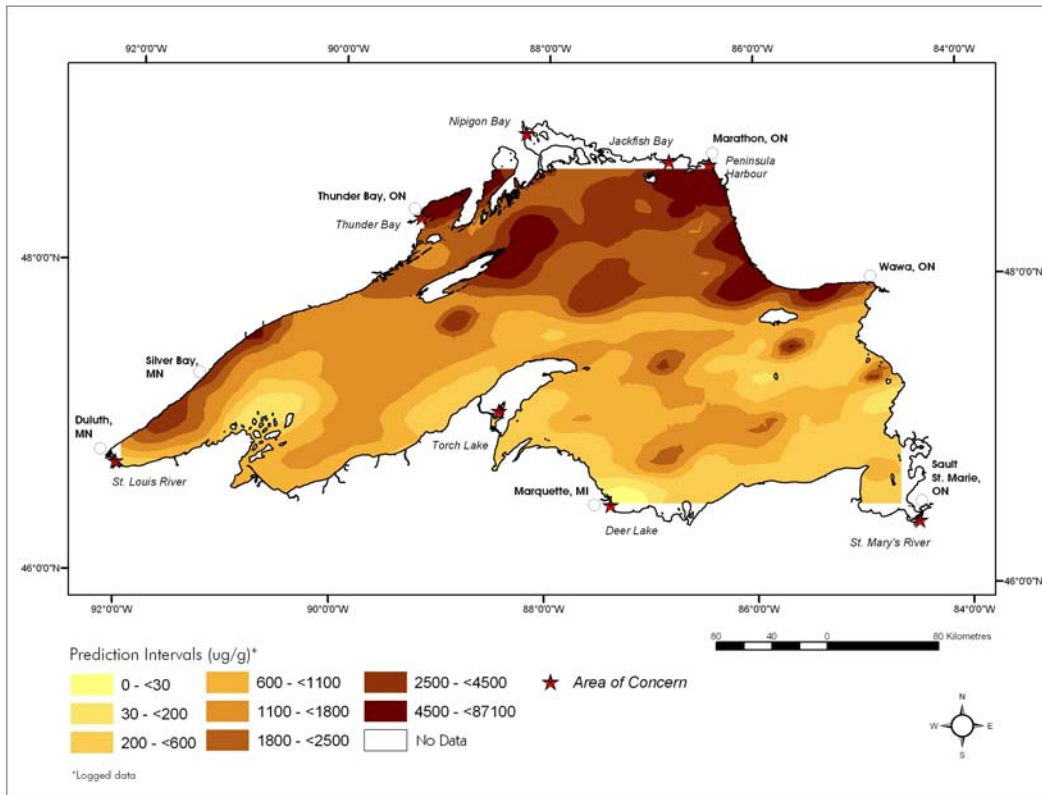 92°0'0"W 90°0'0"W 88°0'0"W 86°0'0"W 84°0'0"W
Nipigon Bay
Jackfish Bay
Marathon, ON
Peninsula
Harbour
Thunder Bay, ON
Thunder Bay
48°0'0"N
48°0'0"N
Wawa, ON
Silver Bay,
MN
Duluth,
MN
St. Louis River
Torch Lake
Marquette, MI
Deer Lake
Sault
St. Marie,
ON
St. Mary's River
46°0'0"N
46°0'0"N
92°0'0"W 90°0'0"W 88°0'0"W 86°0'0"W 84°0'0"W
80 40 0 80 Kilometres
Prediction Intervals (ug/g)*
0 - <30
30 - <200
200 - <600
600 - <1100
1100 - <1800
1800 - <2500
2500 - <4500
4500 - <87100
No Data
Area of Concern
*Logged data
N
W E
S